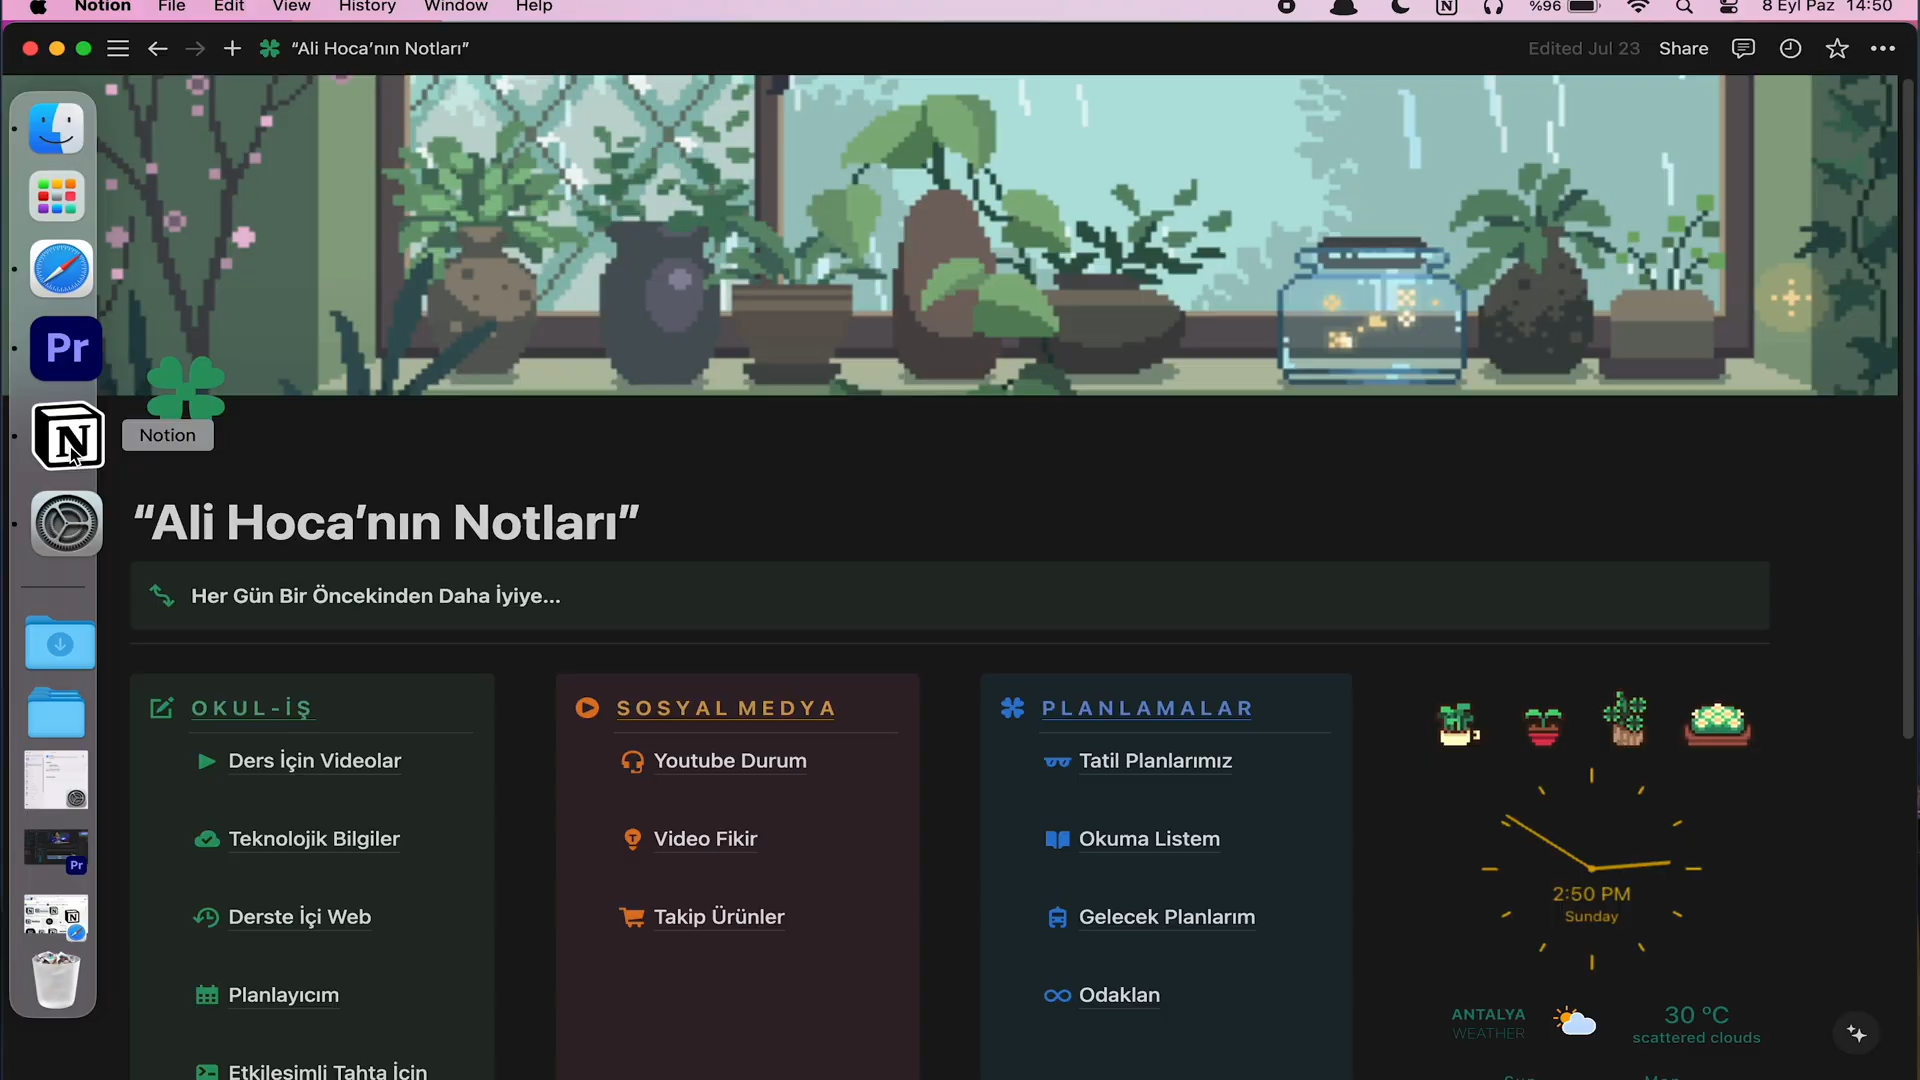 Notion File Edit View History Window Help %96 8 Eyl Paz 14:50
“Ali Hoca’nın Notları” Edited Jul 23 Share
Pr
N
Notion
“Ali Hoca’nın Notları”
Her Gün Bir Öncekinden Daha İyiye...
OKUL-İŞ
Ders İçin Videolar
Teknolojik Bilgiler
Derste İçi Web
Planlayıcım
Etkileşimli Tahta İçin
SOSYAL MEDYA
Youtube Durum
Video Fikir
Takip Ürünler
PLANLAMALAR
Tatil Planlarımız
Okuma Listem
Gelecek Planlarım
Odaklan
2:50 PM
Sunday
ANTALYA
WEATHER
30 °C
scattered clouds
Pr